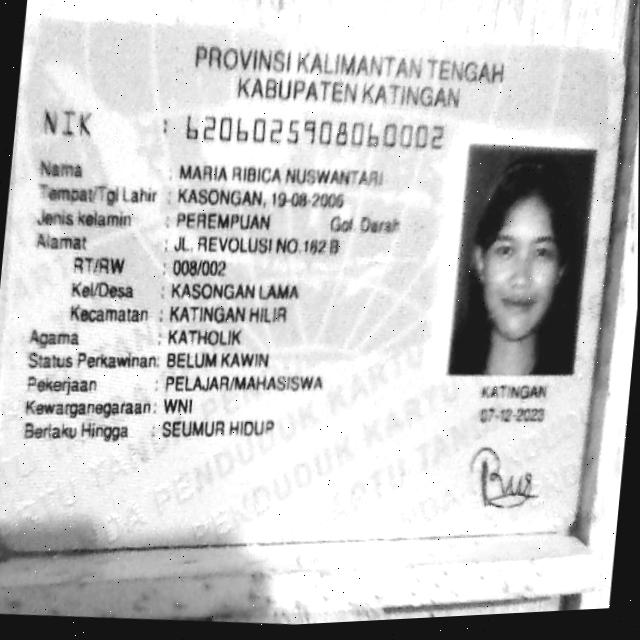 PROVINSI KALIMANTAN TENGAH
KABUPATEN KATINGAN
NIK : 6206025908060002
Nama : MARIA RIBICA NUSWANTARI
Tempat/Tgl Lahir : KASONGAN, 19-08-2006
Jenis kelamin : PEREMPUAN Gol. Darah
Alamat : JL. REVOLUSI NO.162 B
RT/RW : 008/002
Kel/Desa : KASONGAN LAMA
Kecamatan : KATINGAN HILIR
Agama : KATHOLIK
Status Perkawinan: BELUM KAWIN
Pekerjaan : PELAJAR/MAHASISWA
Kewarganegaraan: WNI
Berlaku Hingga : SEUMUR HIDUP
KATINGAN
07-12-2023